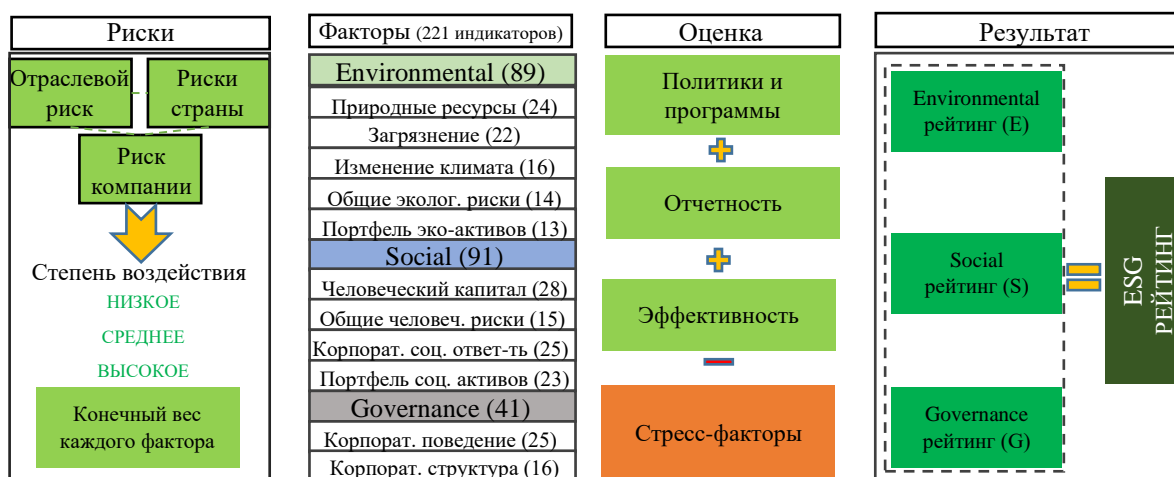 Риски
Отраслевой
риск
Риски
страны
Риск
компании
Степень воздействия
НИЗКОЕ
СРЕДНЕЕ
ВЫСОКОЕ
Конечный вес
каждого фактора
Факторы (221 индикаторов)
Environmental (89)
Природные ресурсы (24)
Загрязнение (22)
Изменение климата (16)
Общие эколог. риски (14)
Портфель эко-активов (13)
Social (91)
Человеческий капитал (28)
Общие человеч. риски (15)
Корпорат. соц. ответ-ть (25)
Портфель соц. активов (23)
Governance (41)
Корпорат. поведение (25)
Корпорат. структура (16)
Оценка
Политики и
программы
Отчетность
Эффективность
Стресс-факторы
Результат
Environmental
рейтинг (E)
Social
рейтинг (S)
Governance
рейтинг (G)
ESG
РЕЙТИНГ